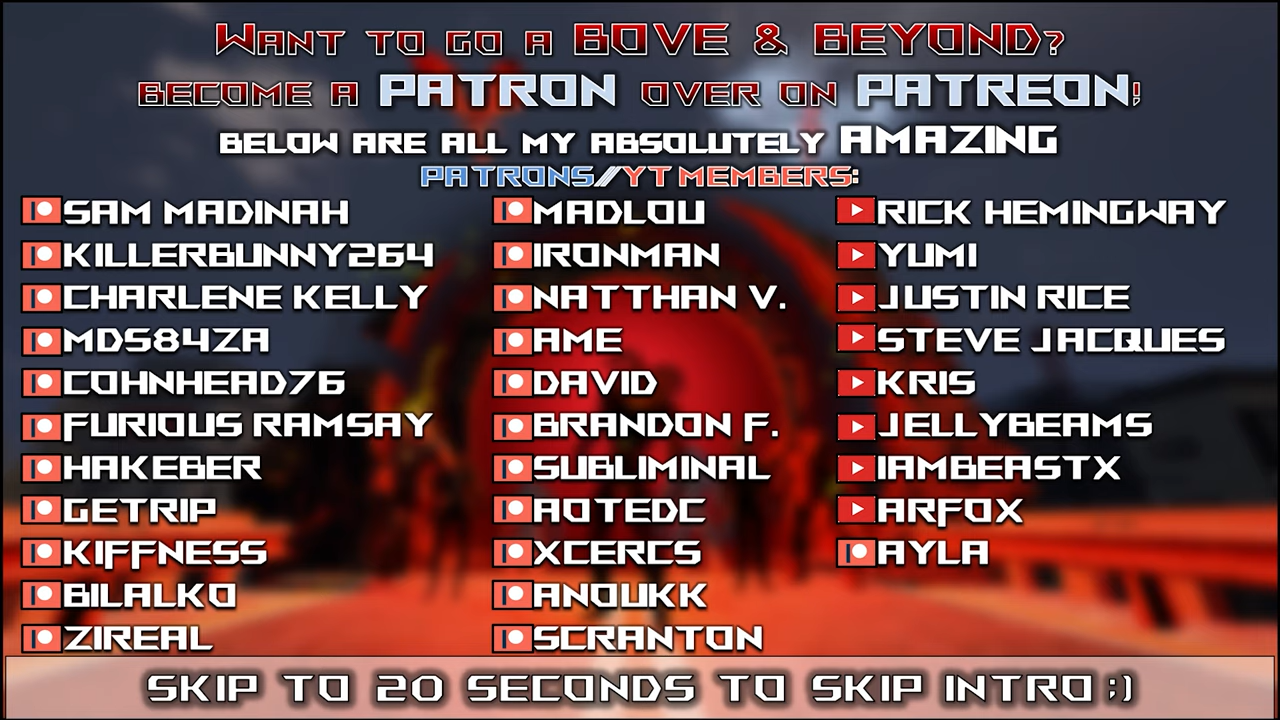 WANT TO GO A BOVE & BEYOND?
BECOME A PATRON OVER ON PATREON!
BELOW ARE ALL MY ABSOLUTELY AMAZING
PATRONS//YT MEMBERS:
SAM MADINAH
KILLERBUNNY264
CHARLENE KELLY
MDS84ZA
COHNHEAD76
FURIOUS RAMSAY
HAKEBER
GETRIP
KIFFNESS
BILALKO
ZIREAL
MADLOU
IRONMAN
NATTHAN V.
AME
DAVID
BRANDON F.
SUBLIMINAL
AOTEDC
XCERCS
ANOUKK
SCRANTON
RICK HEMINGWAY
YUMI
JUSTIN RICE
STEVE JACQUES
KRIS
JELLYBEAMS
IAMBEASTX
ARFOX
AYLA
SKIP TO 20 SECONDS TO SKIP INTRO ;)